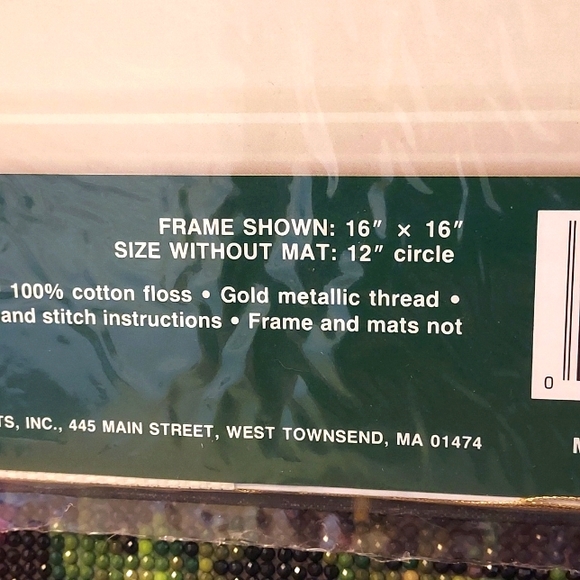 FRAME SHOWN: 16" × 16"
SIZE WITHOUT MAT: 12" circle
100% cotton floss • Gold metallic thread •
and stitch instructions • Frame and mats not
TS, INC., 445 MAIN STREET, WEST TOWNSEND, MA 01474
0
M